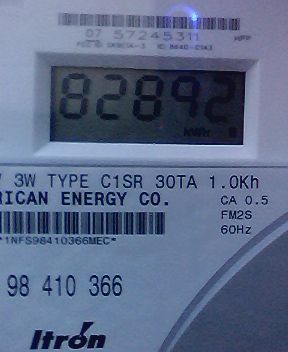 07 57245311
82892
kWh
3W TYPE C1SR 30TA 1.0Kh
RICAN ENERGY CO.
CA 0.5
FM2S
60Hz
*1NFS98410366MEC*
98 410 366
Itron